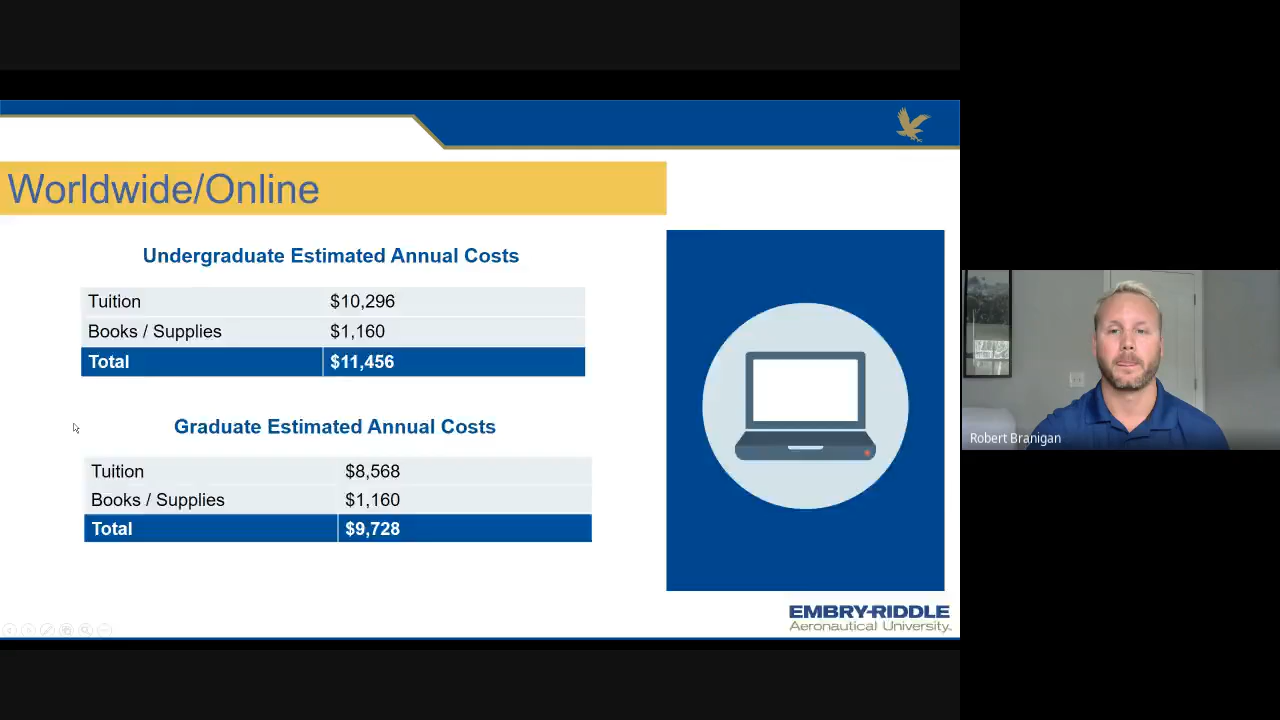 Worldwide/Online
Undergraduate Estimated Annual Costs
Tuition $10,296
Books / Supplies $1,160
Total $11,456
Graduate Estimated Annual Costs
Tuition $8,568
Books / Supplies $1,160
Total $9,728
EMBRY-RIDDLE
Aeronautical University
Robert Branigan